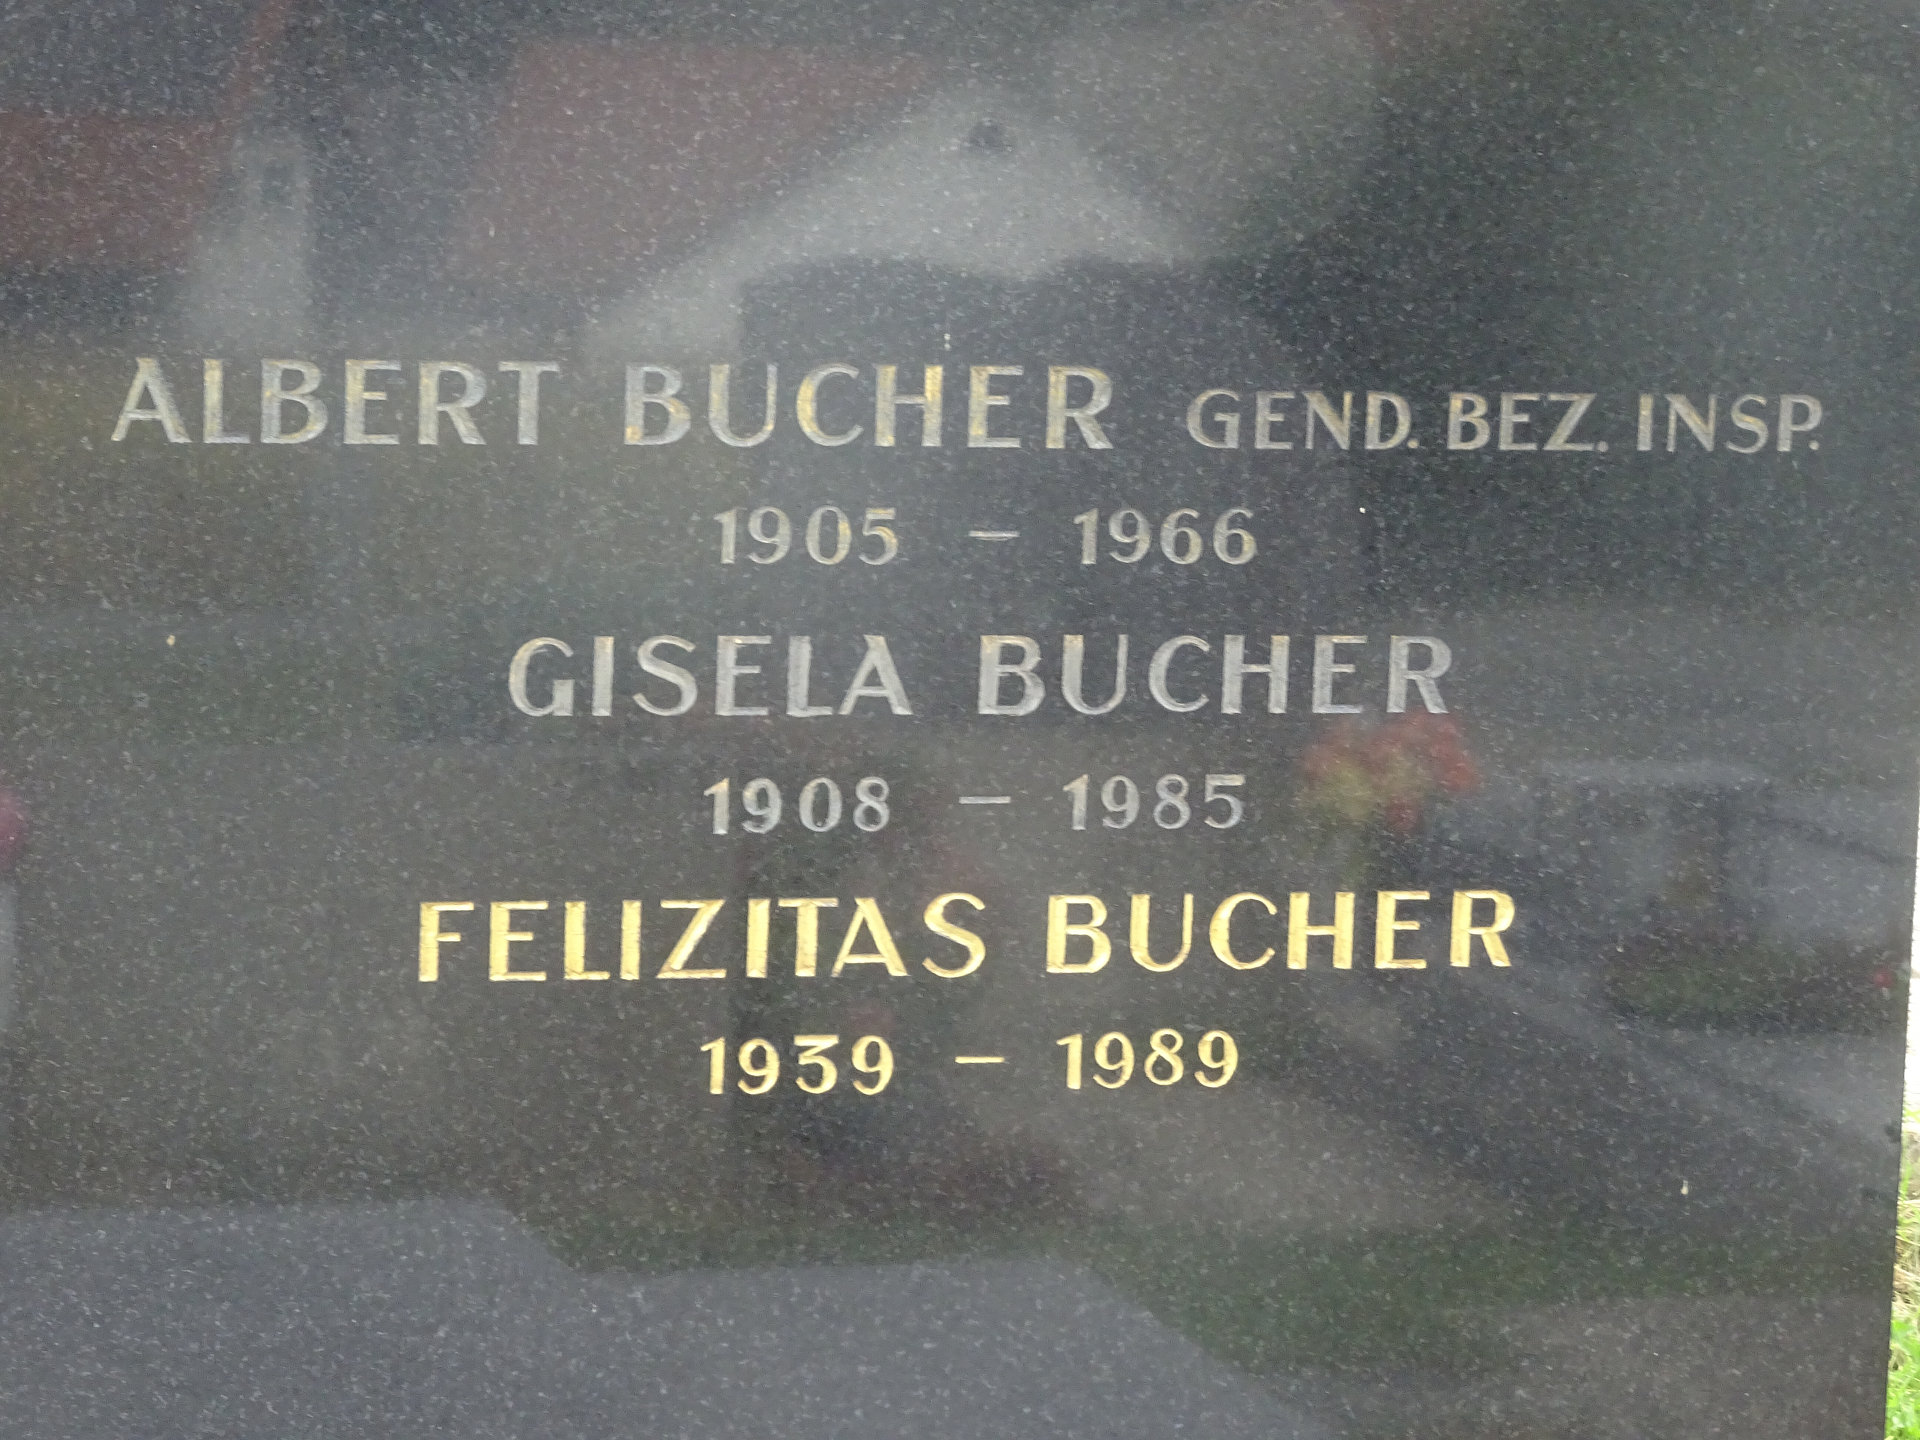 ALBERT BUCHER GEND. BEZ. INSP.
1905 – 1966
GISELA BUCHER
1908 – 1985
FELIZITAS BUCHER
1939 – 1989